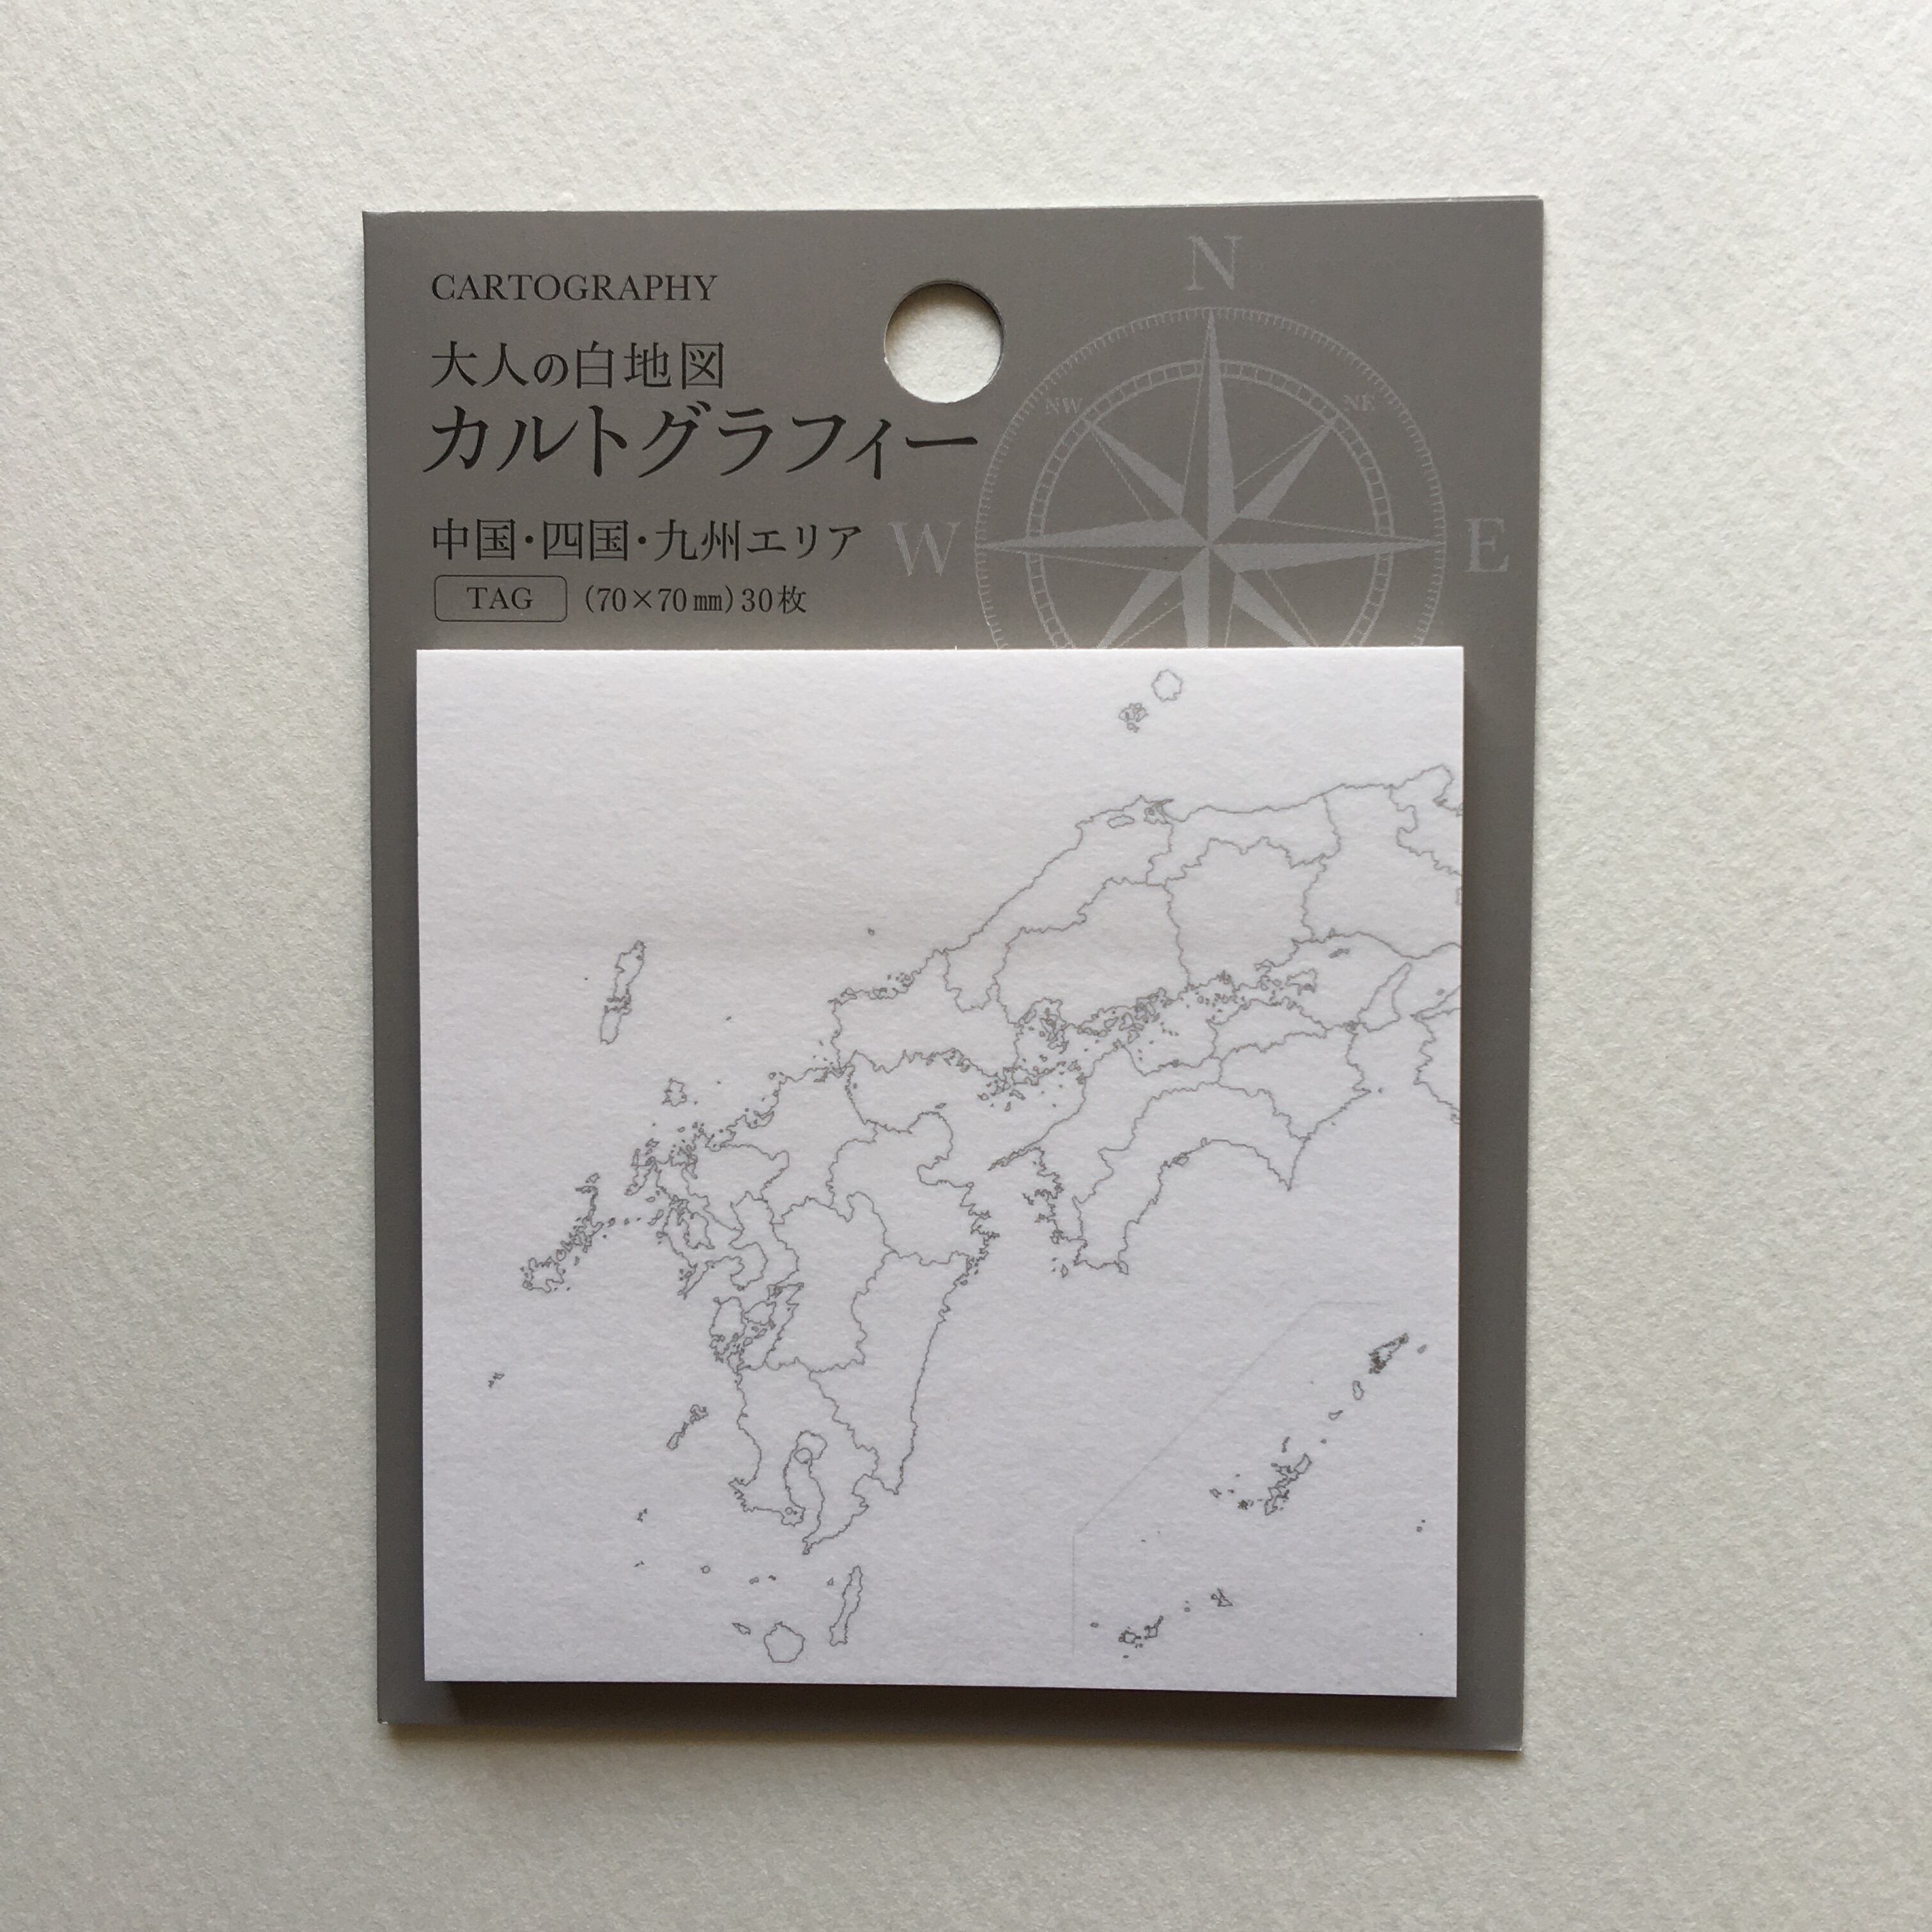 CARTOGRAPHY
大人の白地図
カルトグラフィー
中国・四国・九州エリア
TAG (70×70㎜)30枚
N
NW
NE
W
E